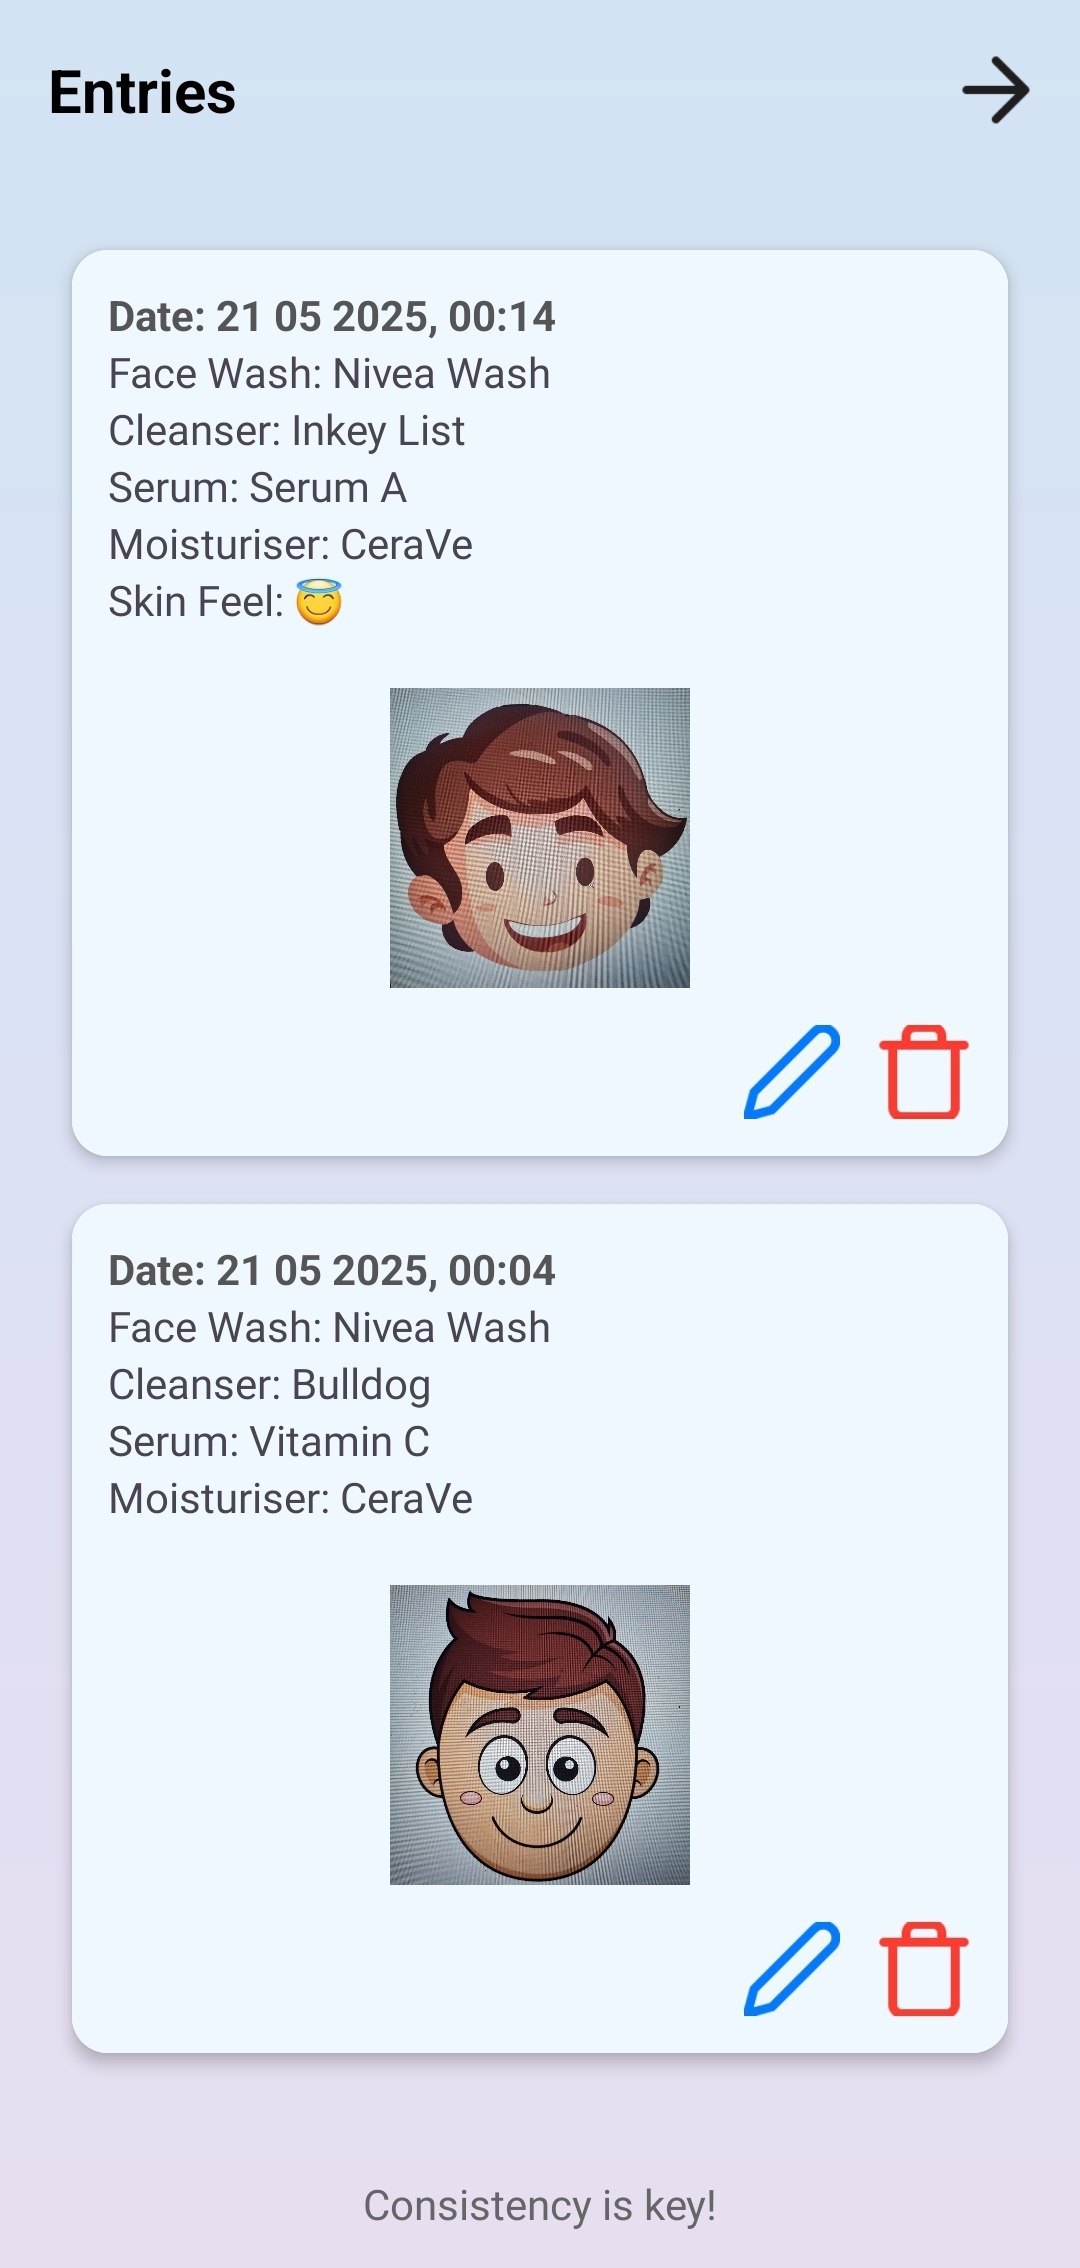 Entries
Date: 21 05 2025, 00:14
Face Wash: Nivea Wash
Cleanser: Inkey List
Serum: Serum A
Moisturiser: CeraVe
Skin Feel: 😇
Date: 21 05 2025, 00:04
Face Wash: Nivea Wash
Cleanser: Bulldog
Serum: Vitamin C
Moisturiser: CeraVe
Consistency is key!